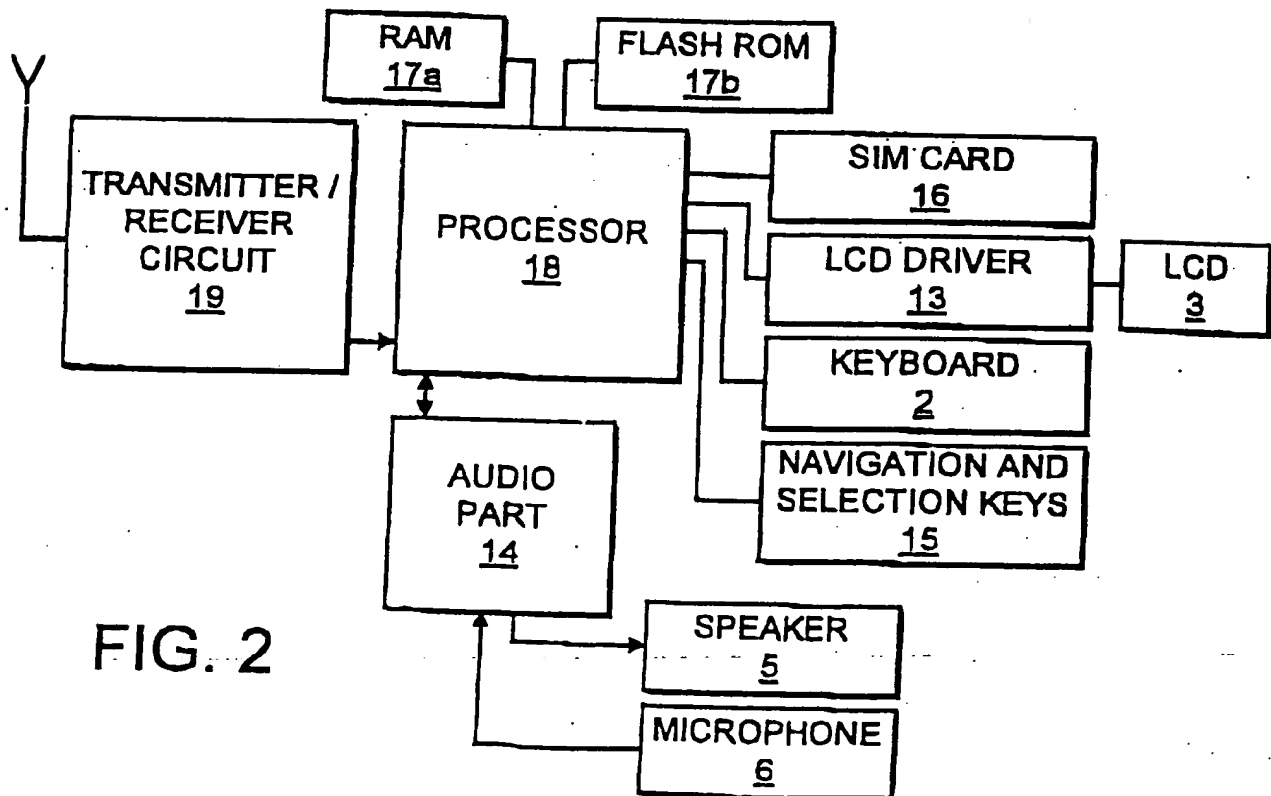 RAM
17a
FLASH ROM
17b
TRANSMITTER /
RECEIVER
CIRCUIT
19
PROCESSOR
18
SIM CARD
16
LCD DRIVER
13
LCD
3
KEYBOARD
2
NAVIGATION AND
SELECTION KEYS
15
AUDIO
PART
14
SPEAKER
5
MICROPHONE
6
FIG. 2